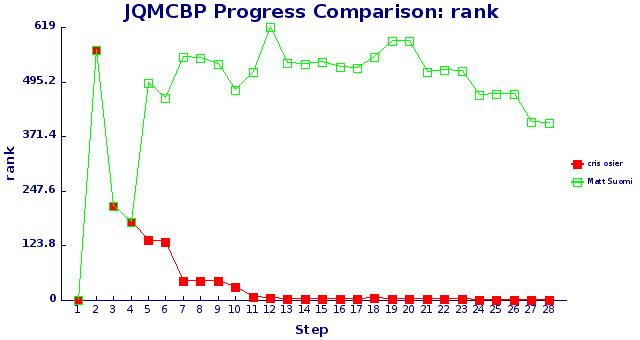 JQMCBP Progress Comparison: rank
619
495.2
371.4
247.6
123.8
0
rank
1 2 3 4 5 6 7 8 9 10 11 12 13 14 15 16 17 18 19 20 21 22 23 24 25 26 27 28
Step
cris osier
Matt Suomi